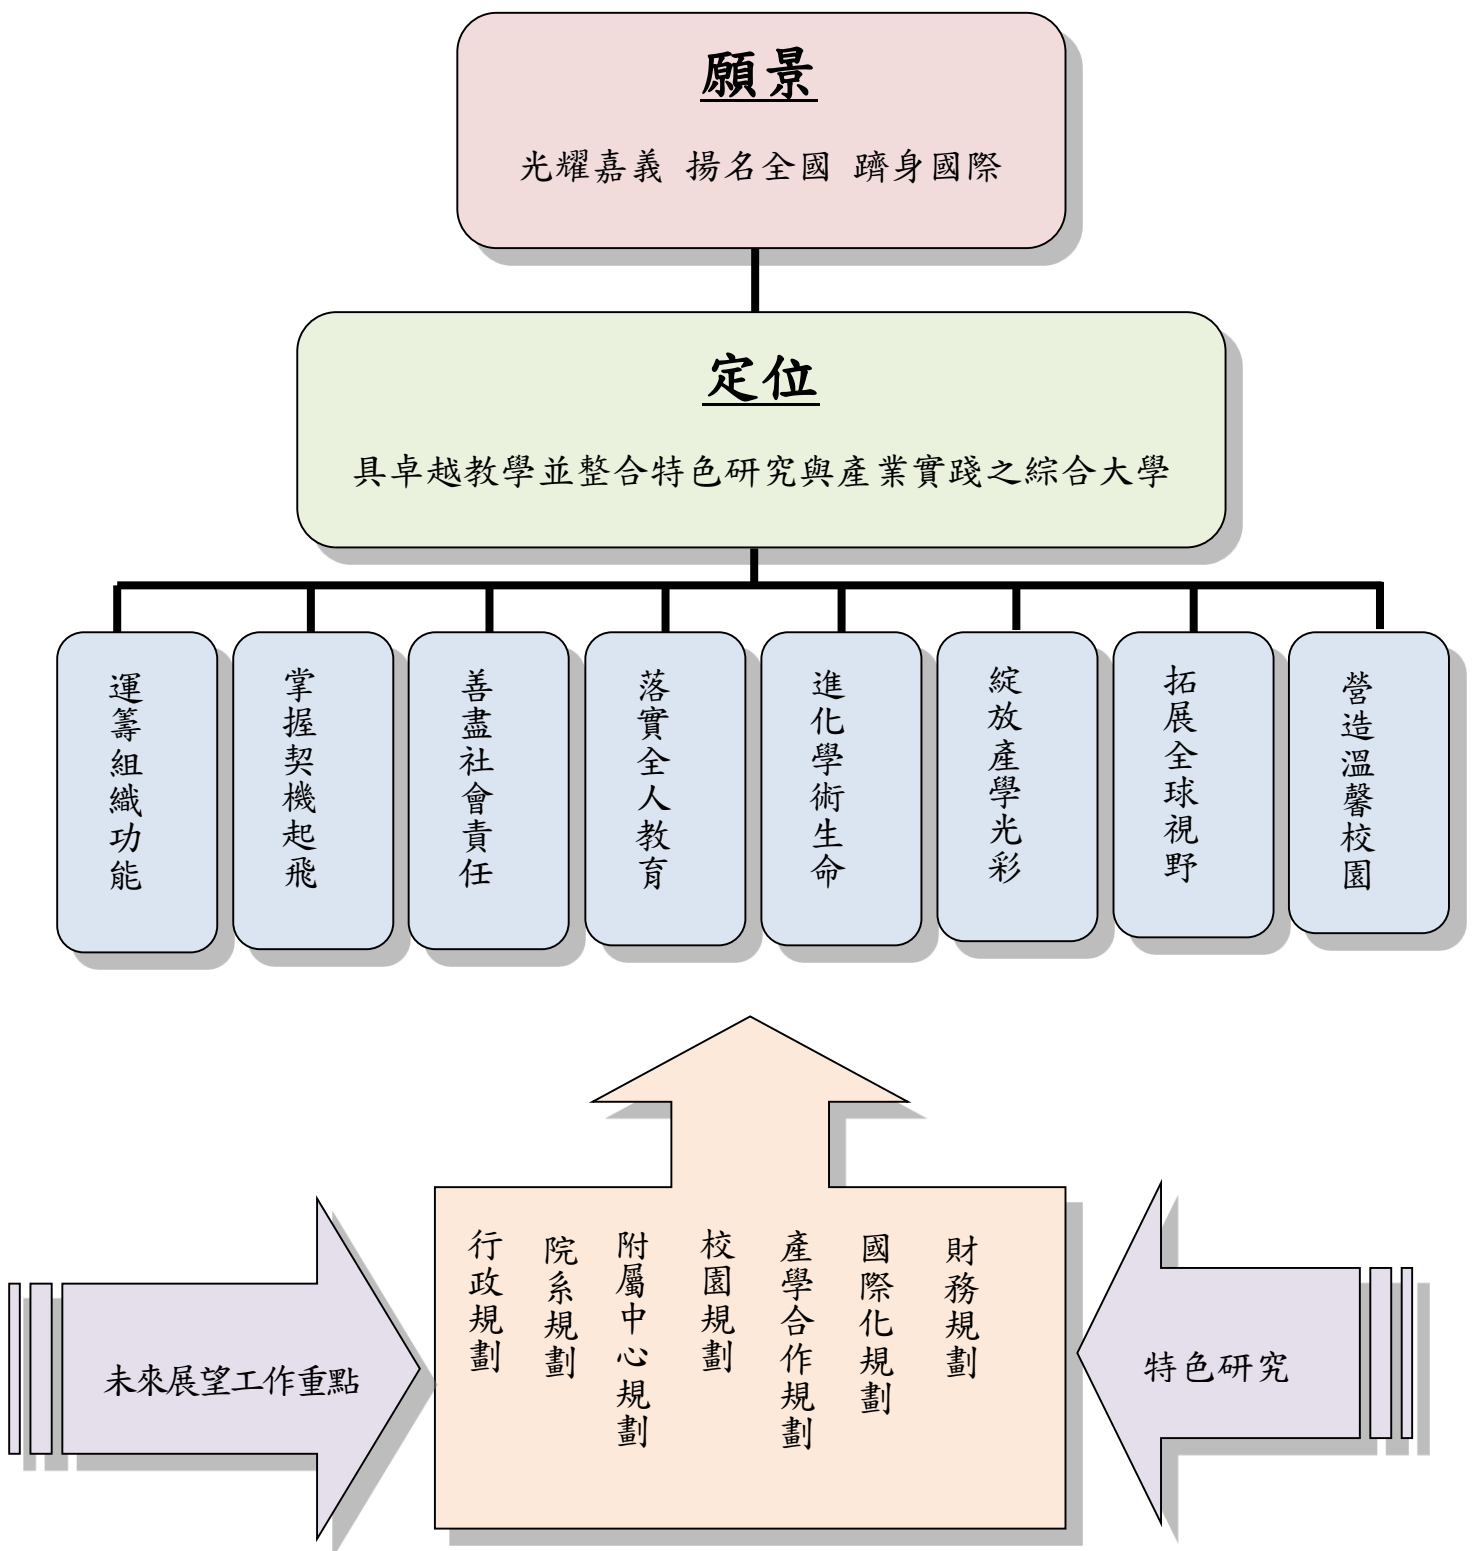 願景
光耀嘉義 揚名全國 躋身國際
定位
具卓越教學並整合特色研究與產業實踐之綜合大學
運籌組織功能
掌握契機起飛
善盡社會責任
落實全人教育
進化學術生命
綻放產學光彩
拓展全球視野
營造溫馨校園
未來展望工作重點
行政規劃
院系規劃
附屬中心規劃
校園規劃
產學合作規劃
國際化規劃
財務規劃
特色研究